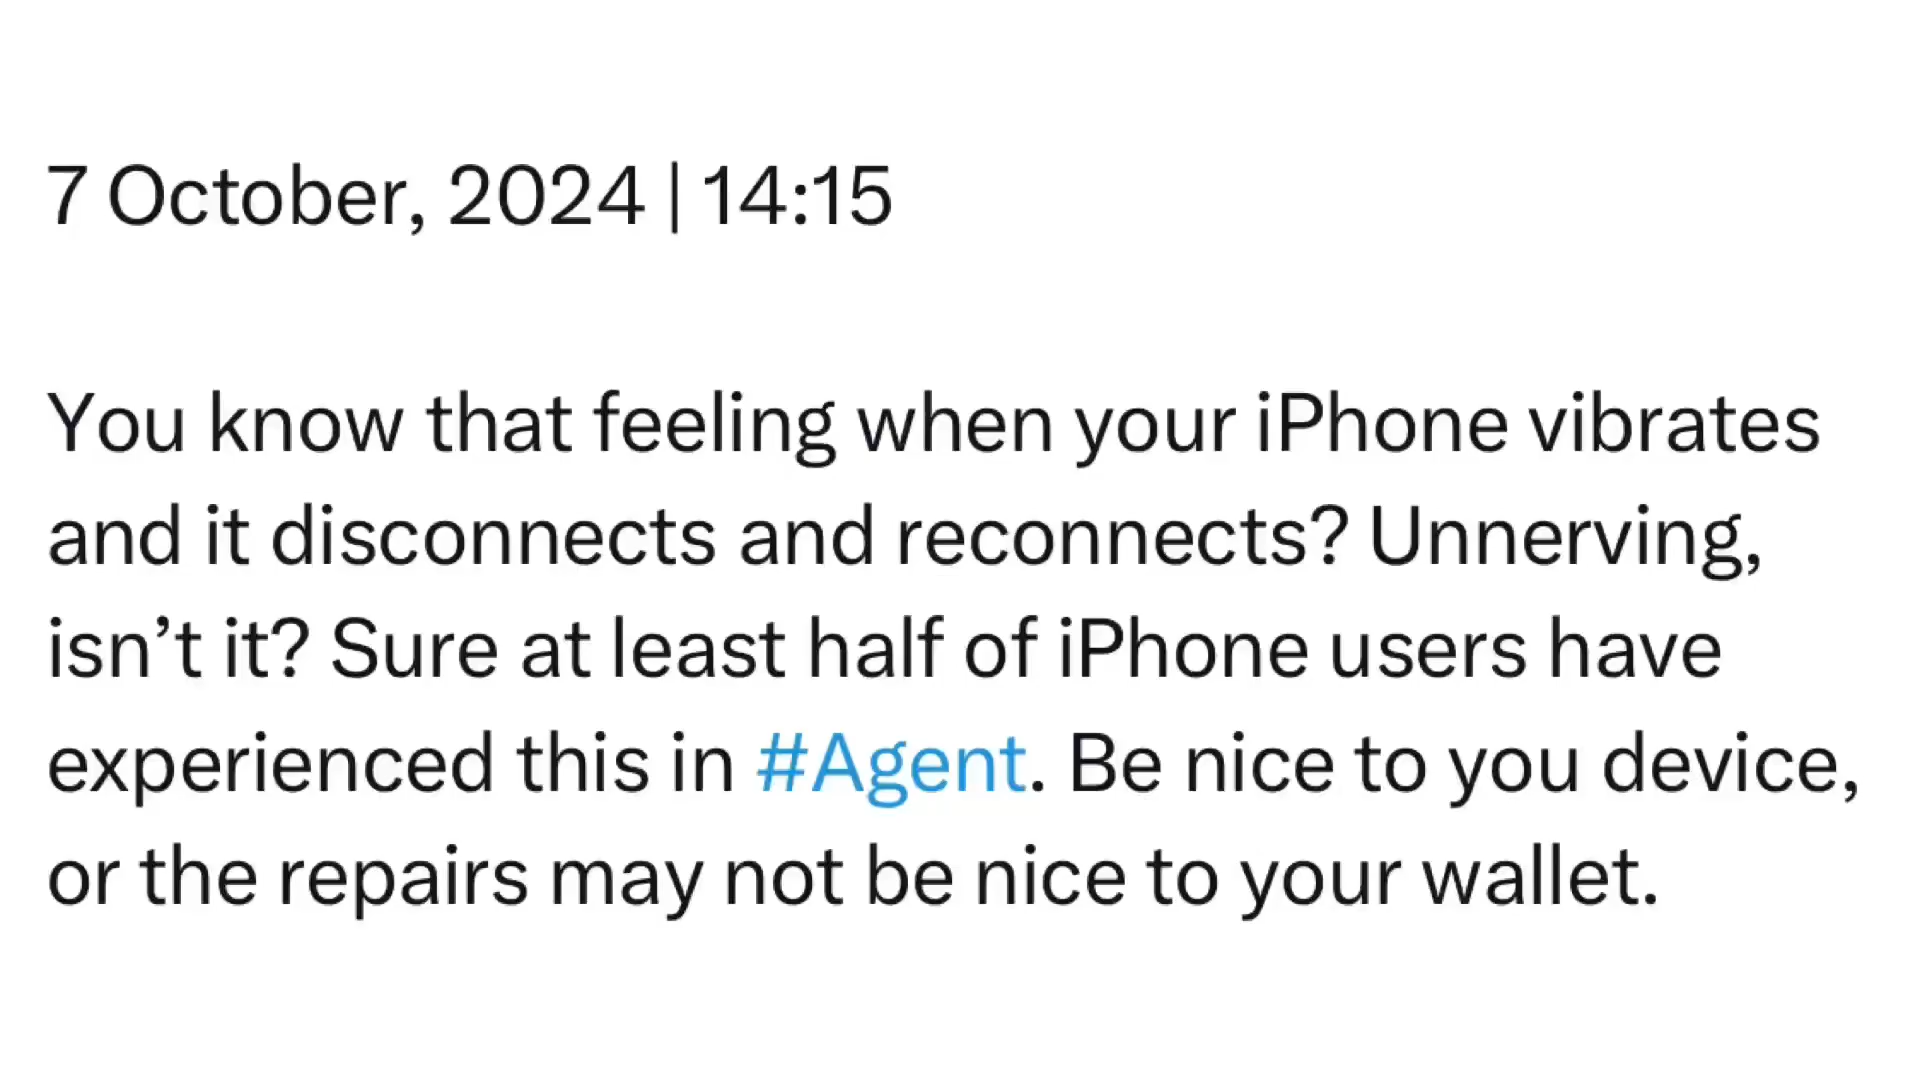 7 October, 2024 | 14:15
You know that feeling when your iPhone vibrates
and it disconnects and reconnects? Unnerving,
isn’t it? Sure at least half of iPhone users have
experienced this in #Agent. Be nice to you device,
or the repairs may not be nice to your wallet.